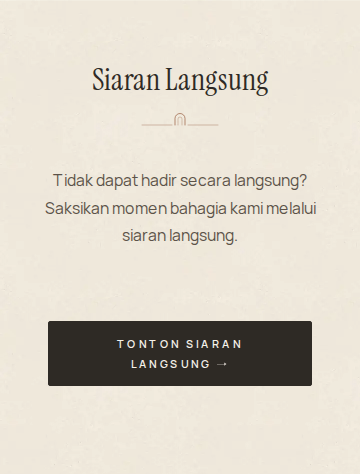 Siaran Langsung
Tidak dapat hadir secara langsung?
Saksikan momen bahagia kami melalui
siaran langsung.
TONTON SIARAN
LANGSUNG →